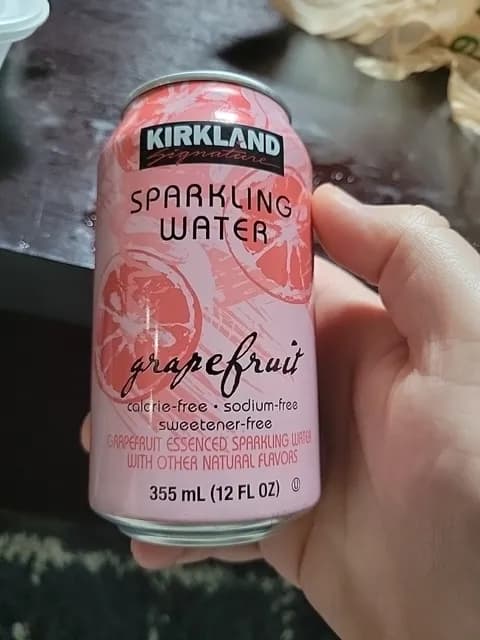 KIRKLAND
Signature
SPARKLING
WATER
grapefruit
calorie-free • sodium-free
sweetener-free
GRAPEFRUIT ESSENCED SPARKLING WATER
WITH OTHER NATURAL FLAVORS
355 mL (12 FL OZ) Ⓤ